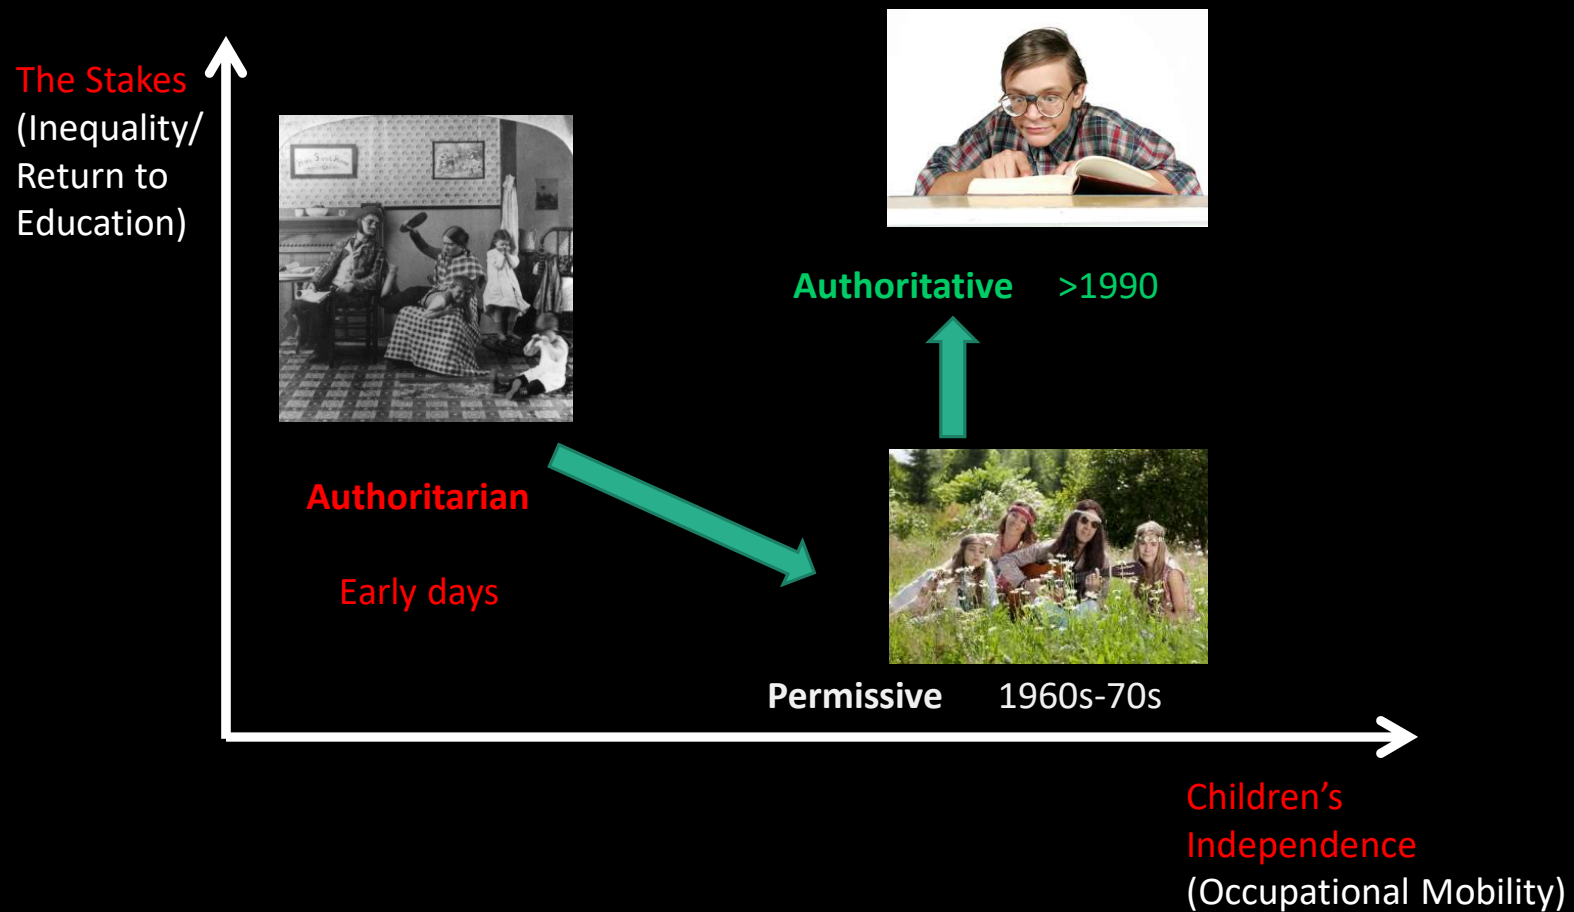 The Stakes
(Inequality/
Return to
Education)
Authoritative >1990
Authoritarian
Early days
Permissive 1960s-70s
Children’s
Independence
(Occupational Mobility)